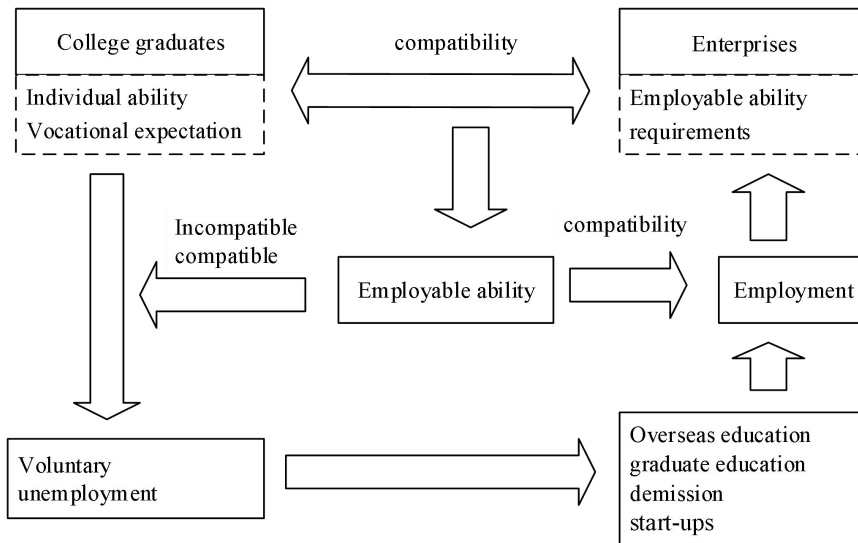 College graduates
compatibility
Enterprises
Individual ability
Vocational expectation
Employable ability
requirements
Incompatible
compatible
compatibility
Employable ability
Employment
Voluntary
unemployment
Overseas education
graduate education
demission
start-ups